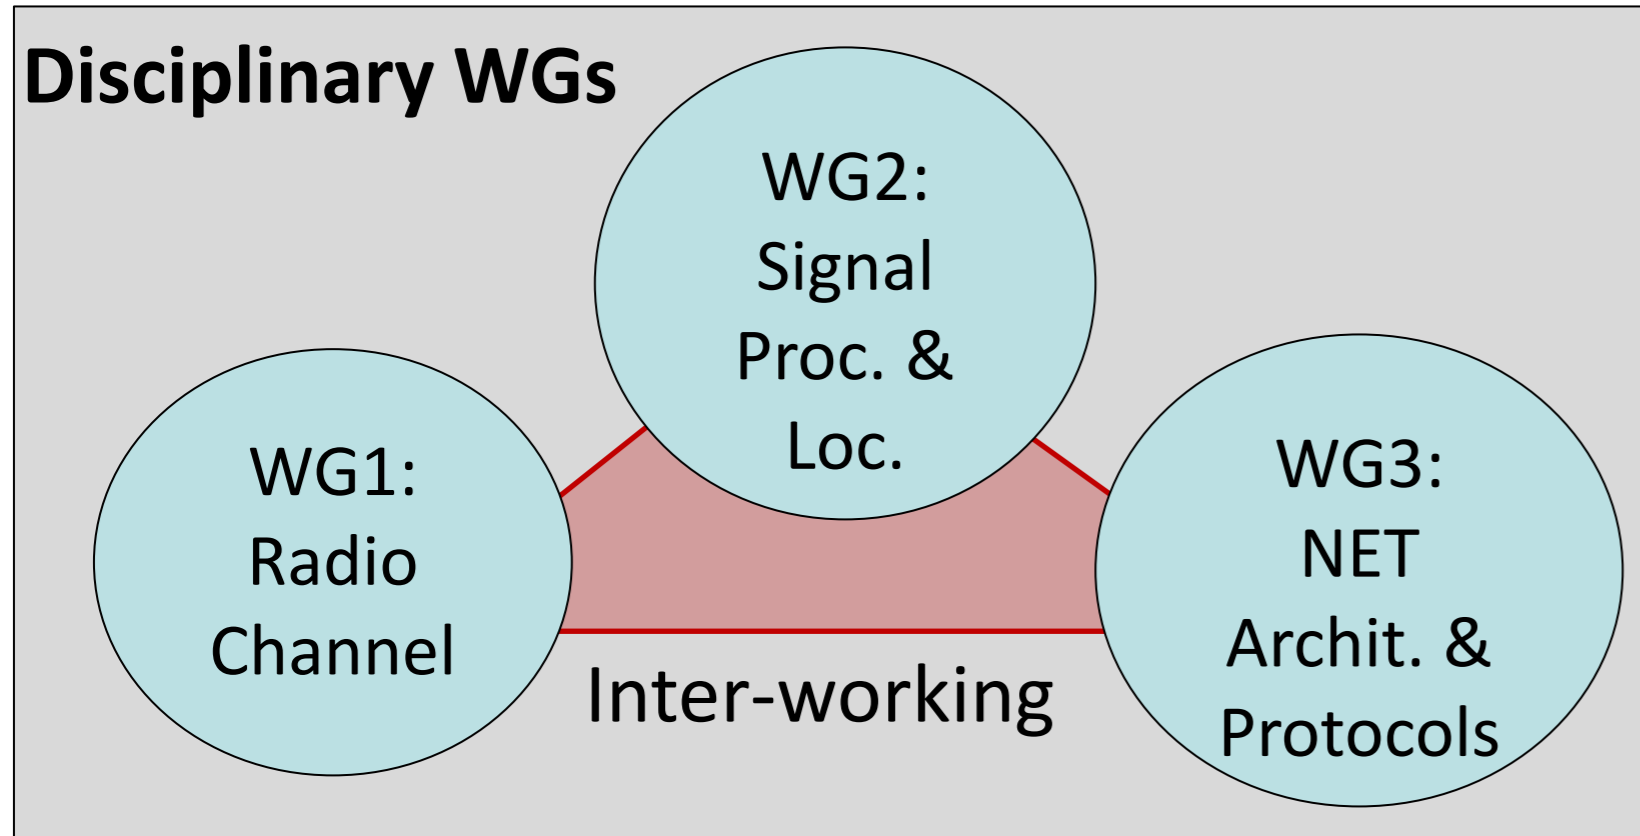 Disciplinary WGs
WG2:
Signal
Proc. &
Loc.
WG1:
Radio
Channel
WG3:
NET
Archit. &
Protocols
Inter-working